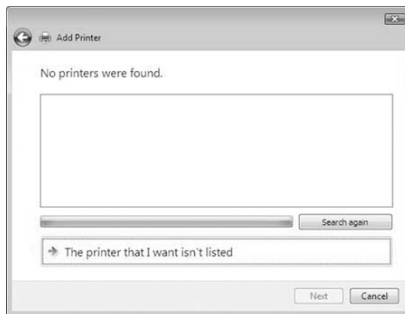 Add Printer
No printers were found.
Search again
The printer that I want isn't listed
Next
Cancel